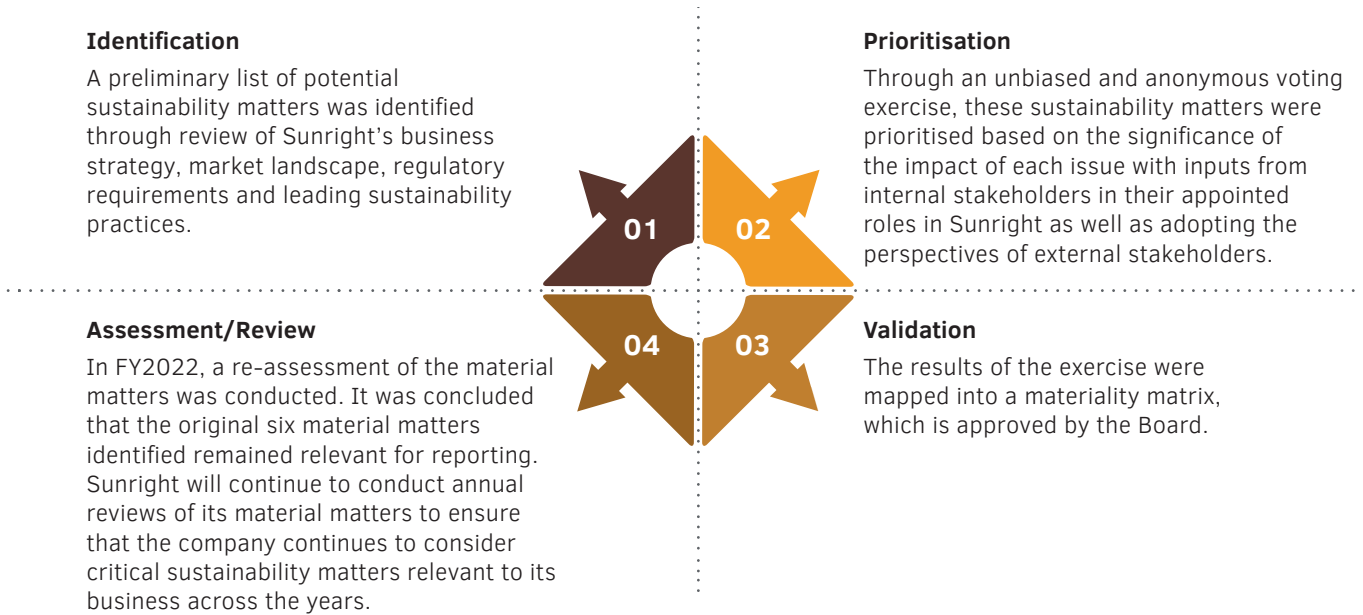 Identification
A preliminary list of potential
sustainability matters was identified
through review of Sunright’s business
strategy, market landscape, regulatory
requirements and leading sustainability
practices.
01
Prioritisation
Through an unbiased and anonymous voting
exercise, these sustainability matters were
prioritised based on the significance of
the impact of each issue with inputs from
internal stakeholders in their appointed
roles in Sunright as well as adopting the
perspectives of external stakeholders.
02
Validation
The results of the exercise were
mapped into a materiality matrix,
which is approved by the Board.
03
Assessment/Review
In FY2022, a re-assessment of the material
matters was conducted. It was concluded
that the original six material matters
identified remained relevant for reporting.
Sunright will continue to conduct annual
reviews of its material matters to ensure
that the company continues to consider
critical sustainability matters relevant to its
business across the years.
04